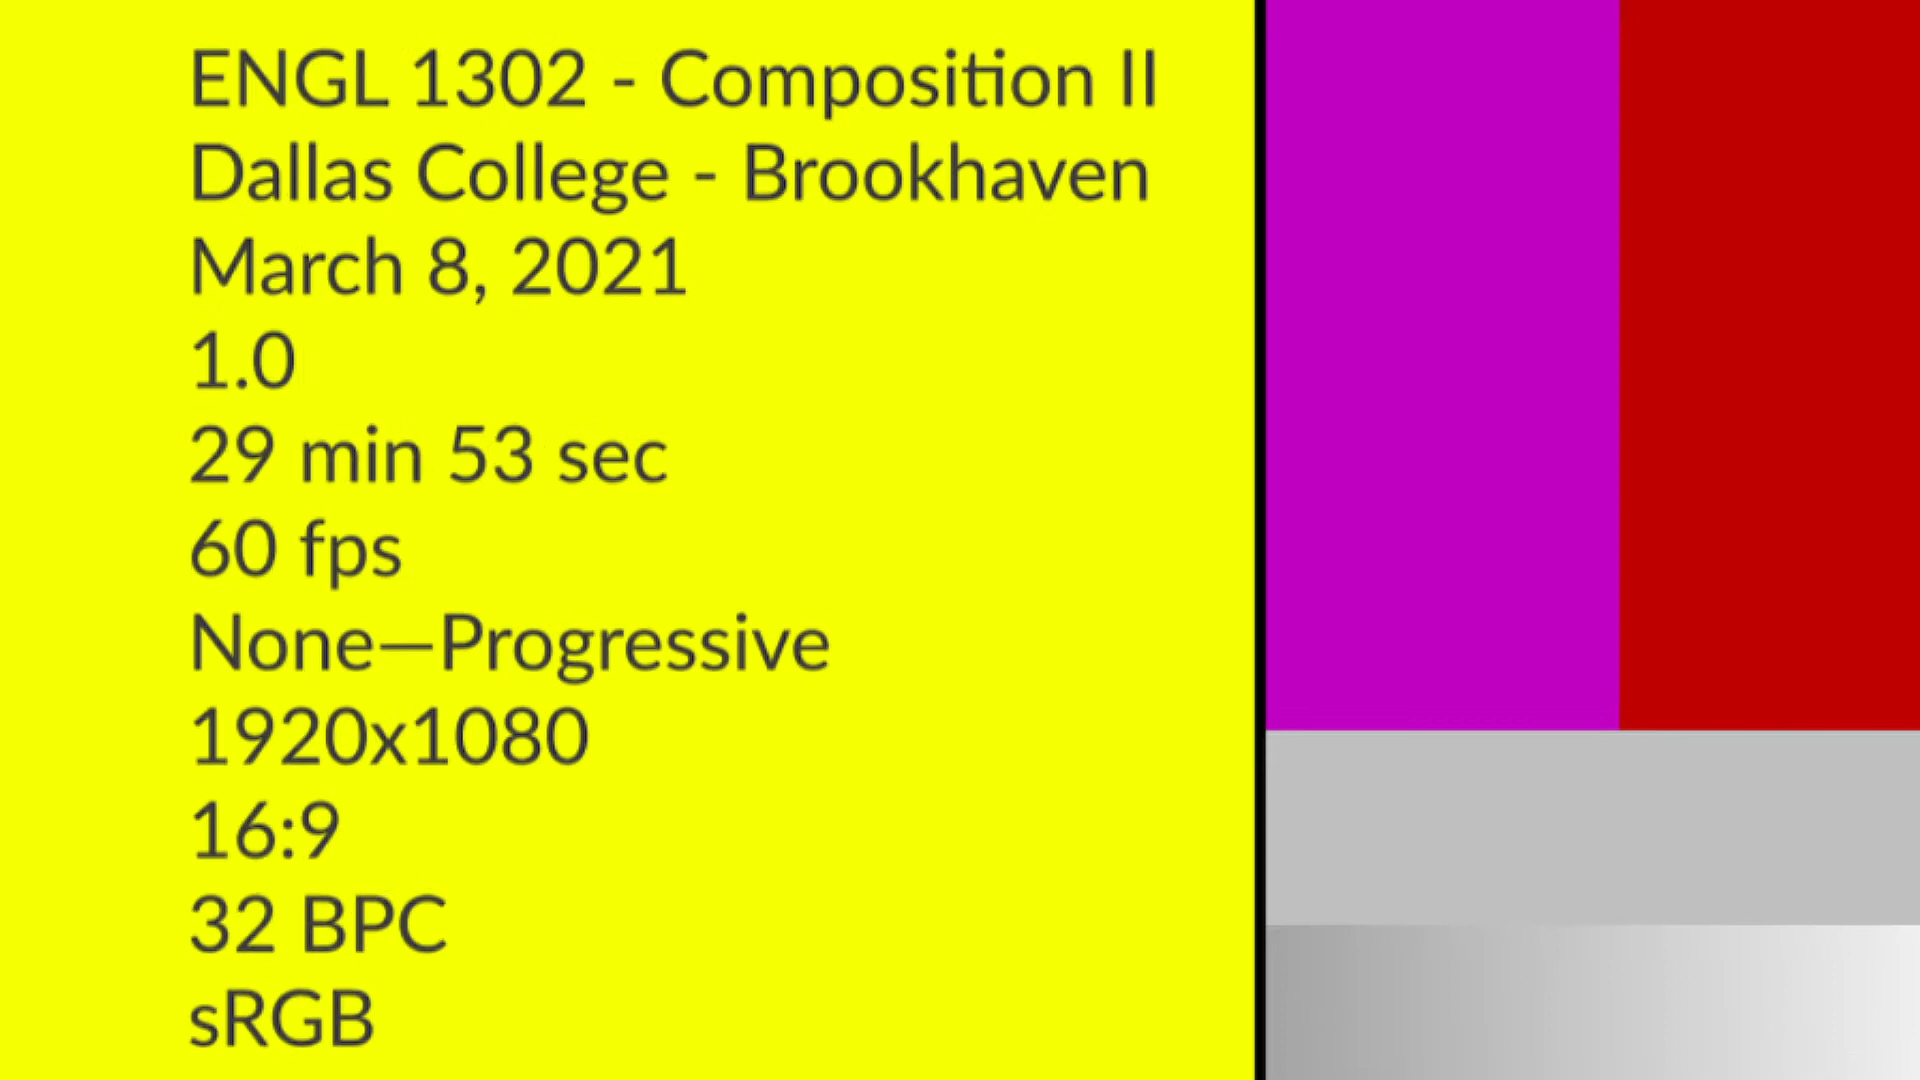 ENGL 1302 - Composition II
Dallas College - Brookhaven
March 8, 2021
1.0
29 min 53 sec
60 fps
None—Progressive
1920x1080
16:9
32 BPC
sRGB